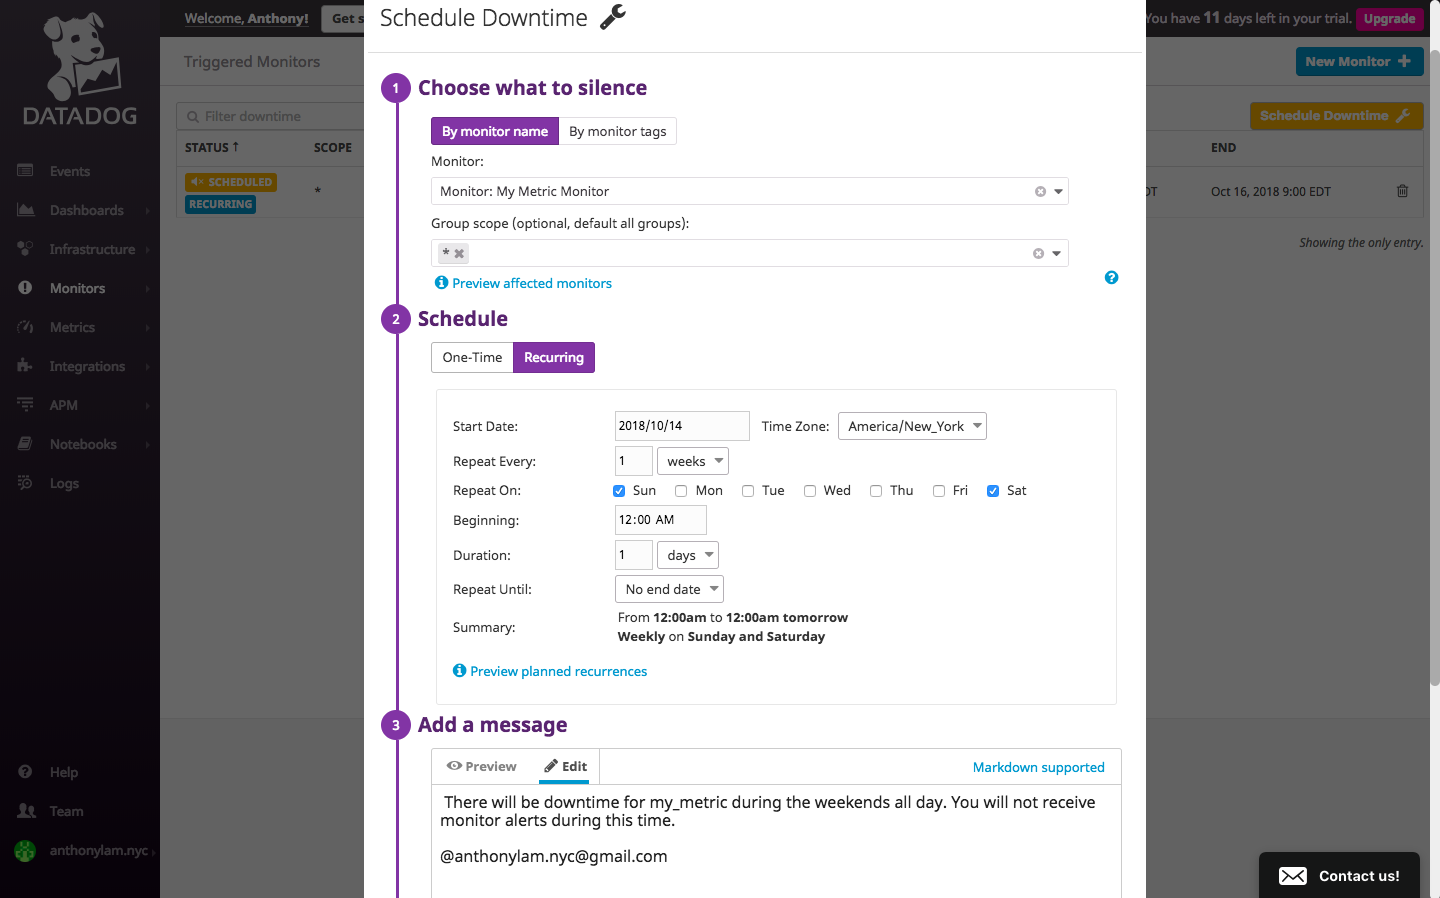 Welcome, Anthony!
Get s
Schedule Downtime
You have 11 days left in your trial.
Upgrade
DATADOG
Triggered Monitors
New Monitor
Filter downtime
Schedule Downtime
STATUS
SCOPE
END
SCHEDULED
RECURRING
*
DT
Oct 16, 2018 9:00 EDT
Showing the only entry.
Events
Dashboards
Infrastructure
Monitors
Metrics
Integrations
APM
Notebooks
Logs
Help
Team
anthonylam.nyc
1
Choose what to silence
By monitor name
By monitor tags
Monitor:
Monitor: My Metric Monitor
Group scope (optional, default all groups):
*
Preview affected monitors
2
Schedule
One-Time
Recurring
Start Date:
2018/10/14
Time Zone:
America/New_York
Repeat Every:
1
weeks
Repeat On:
Sun
Mon
Tue
Wed
Thu
Fri
Sat
Beginning:
12:00 AM
Duration:
1
days
Repeat Until:
No end date
Summary:
From 12:00am to 12:00am tomorrow
Weekly on Sunday and Saturday
Preview planned recurrences
3
Add a message
Preview
Edit
Markdown supported
There will be downtime for my_metric during the weekends all day. You will not receive
monitor alerts during this time.
@anthonylam.nyc@gmail.com
Contact us!